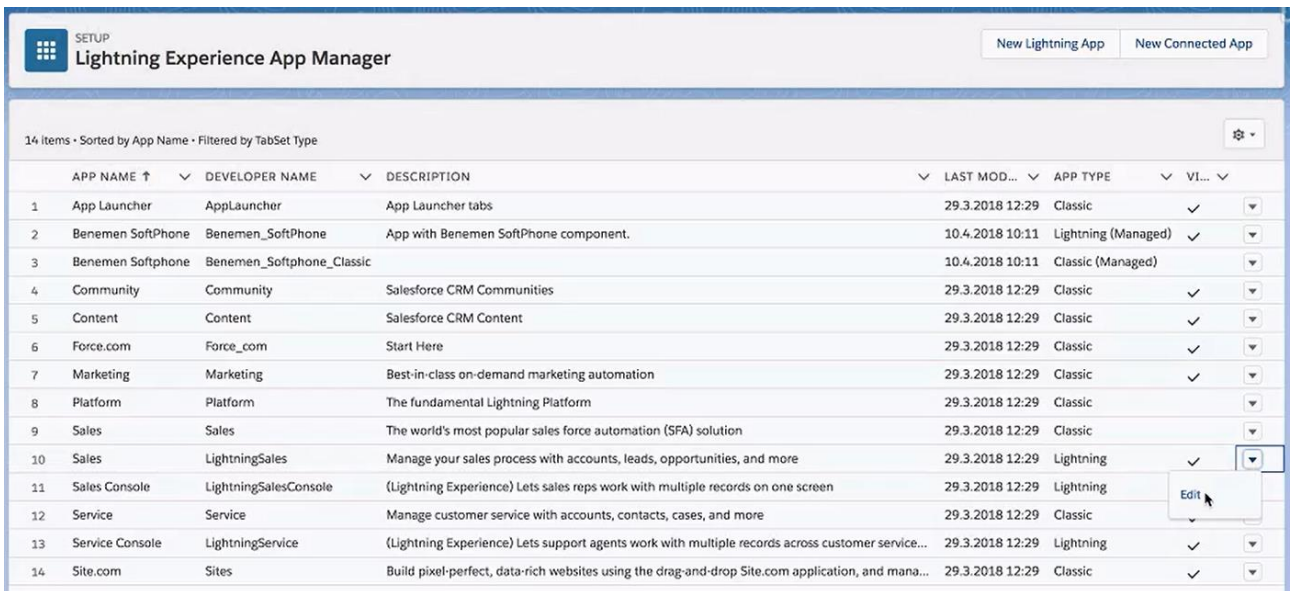 SETUP
Lightning Experience App Manager
New Lightning App New Connected App
14 items • Sorted by App Name • Filtered by TabSet Type
APP NAME ↑ DEVELOPER NAME DESCRIPTION LAST MOD... APP TYPE VI...
1 App Launcher AppLauncher App Launcher tabs 29.3.2018 12:29 Classic
2 Benemen SoftPhone Benemen_SoftPhone App with Benemen SoftPhone component. 10.4.2018 10:11 Lightning (Managed)
3 Benemen Softphone Benemen_Softphone_Classic 10.4.2018 10:11 Classic (Managed)
4 Community Community Salesforce CRM Communities 29.3.2018 12:29 Classic
5 Content Content Salesforce CRM Content 29.3.2018 12:29 Classic
6 Force.com Force_com Start Here 29.3.2018 12:29 Classic
7 Marketing Marketing Best-in-class on-demand marketing automation 29.3.2018 12:29 Classic
8 Platform Platform The fundamental Lightning Platform 29.3.2018 12:29 Classic
9 Sales Sales The world's most popular sales force automation (SFA) solution 29.3.2018 12:29 Classic
10 Sales LightningSales Manage your sales process with accounts, leads, opportunities, and more 29.3.2018 12:29 Lightning
11 Sales Console LightningSalesConsole (Lightning Experience) Lets sales reps work with multiple records on one screen 29.3.2018 12:29 Lightning
Edit
12 Service Service Manage customer service with accounts, contacts, cases, and more 29.3.2018 12:29 Classic
13 Service Console LightningService (Lightning Experience) Lets support agents work with multiple records across customer service... 29.3.2018 12:29 Lightning
14 Site.com Sites Build pixel-perfect, data-rich websites using the drag-and-drop Site.com application, and mana... 29.3.2018 12:29 Classic